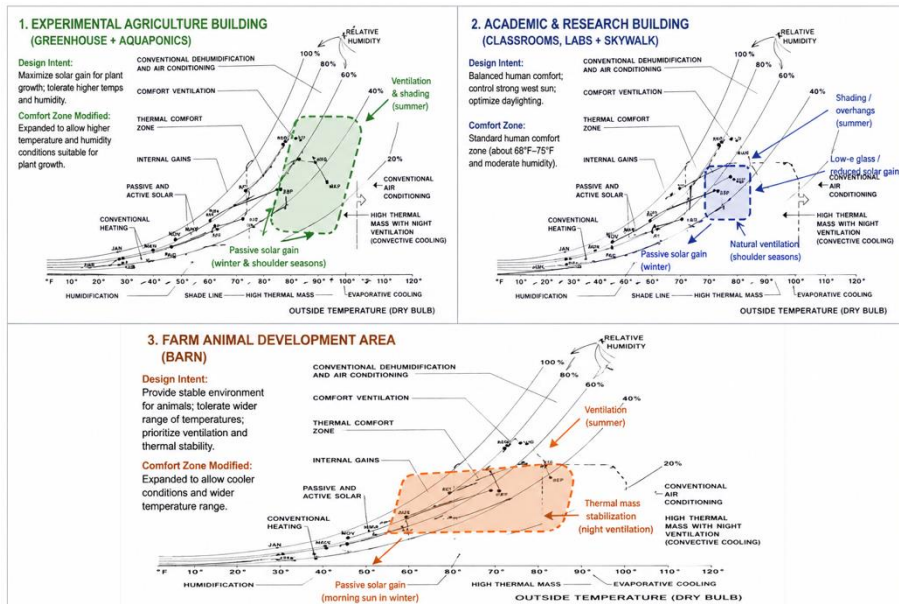 1. EXPERIMENTAL AGRICULTURE BUILDING
(GREENHOUSE + AQUAPONICS)
Design Intent:
Maximize solar gain for plant
growth; tolerate higher temps and
humidity.
Comfort Zone Modified:
Expanded to allow higher
temperature and humidity
conditions suitable for
plant growth.
RELATIVE
HUMIDITY
100%
80%
60%
40%
20%
CONVENTIONAL DEHUMIDIFICATION
AND AIR CONDITIONING
COMFORT VENTILATION
THERMAL COMFORT
ZONE
INTERNAL GAINS
PASSIVE AND
ACTIVE SOLAR
CONVENTIONAL
HEATING
JAN
NOV
Ventilation
& shading
(summer)
CONVENTIONAL
AIR
CONDITIONING
HIGH THERMAL
MASS WITH NIGHT
VENTILATION
(CONVECTIVE COOLING)
Passive solar gain
(winter & shoulder seasons)
°F 10° 20° 30° 40° 50° 60° 70° 80° 90° 100° 110° 120°
HUMIDIFICATION SHADE LINE HIGH THERMAL MASS EVAPORATIVE COOLING
OUTSIDE TEMPERATURE (DRY BULB)
2. ACADEMIC & RESEARCH BUILDING
(CLASSROOMS, LABS + SKYWALK)
Design Intent:
Balanced human comfort;
control strong west sun;
optimize daylighting.
Comfort Zone:
Standard human comfort
zone (about 68°F–75°F
and moderate humidity).
RELATIVE
HUMIDITY
100%
80%
60%
40%
20%
CONVENTIONAL DEHUMIDIFICATION
AND AIR CONDITIONING
COMFORT VENTILATION
THERMAL COMFORT
ZONE
INTERNAL GAINS
PASSIVE AND
ACTIVE SOLAR
CONVENTIONAL
HEATING
JAN
NOV
Shading /
overhangs
(summer)
Low-e glass /
reduced solar gain
CONVENTIONAL
AIR
CONDITIONING
HIGH THERMAL
MASS WITH NIGHT
VENTILATION
(CONVECTIVE COOLING)
Passive solar gain
(winter)
Natural ventilation
(shoulder seasons)
°F 10° 20° 30° 40° 50° 60° 70° 80° 90° 100° 110° 120°
HUMIDIFICATION SHADE LINE HIGH THERMAL MASS EVAPORATIVE COOLING
OUTSIDE TEMPERATURE (DRY BULB)
3. FARM ANIMAL DEVELOPMENT AREA
(BARN)
Design Intent:
Provide stable environment
for animals; tolerate wider
range of temperatures;
prioritize ventilation and
thermal stability.
Comfort Zone Modified:
Expanded to allow cooler
conditions and wider
temperature range.
RELATIVE
HUMIDITY
100%
80%
60%
40%
20%
CONVENTIONAL DEHUMIDIFICATION
AND AIR CONDITIONING
COMFORT VENTILATION
THERMAL COMFORT
ZONE
INTERNAL GAINS
PASSIVE AND
ACTIVE SOLAR
CONVENTIONAL
HEATING
JAN
NOV
Ventilation
(summer)
Thermal mass
stabilization
(night ventilation)
CONVENTIONAL
AIR
CONDITIONING
HIGH THERMAL
MASS WITH NIGHT
VENTILATION
(CONVECTIVE COOLING)
Passive solar gain
(morning sun in winter)
°F 10° 20° 30° 40° 50° 60° 70° 80° 90° 100° 110° 120°
HUMIDIFICATION HIGH THERMAL MASS EVAPORATIVE COOLING
OUTSIDE TEMPERATURE (DRY BULB)